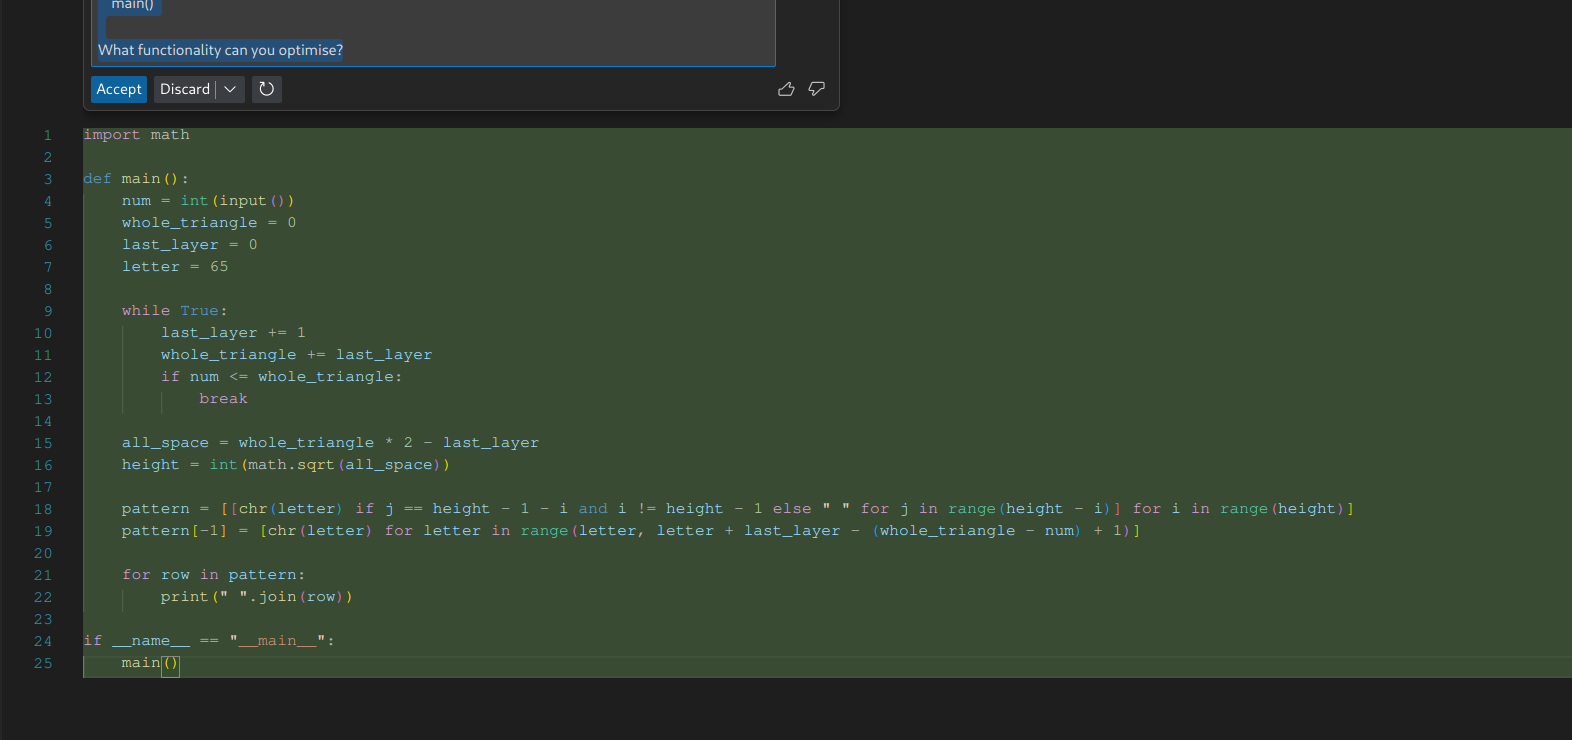 main()
What functionality can you optimise?
Accept Discard
1 import math
2
3 def main():
4     num = int(input())
5     whole_triangle = 0
6     last_layer = 0
7     letter = 65
8
9     while True:
10         last_layer += 1
11         whole_triangle += last_layer
12         if num <= whole_triangle:
13             break
14
15     all_space = whole_triangle * 2 - last_layer
16     height = int(math.sqrt(all_space))
17
18     pattern = [[chr(letter) if j == height - 1 - i and i != height - 1 else " " for j in range(height - i)] for i in range(height)]
19     pattern[-1] = [chr(letter) for letter in range(letter, letter + last_layer - (whole_triangle - num) + 1)]
20
21     for row in pattern:
22         print(" ".join(row))
23
24 if __name__ == "__main__":
25     main()